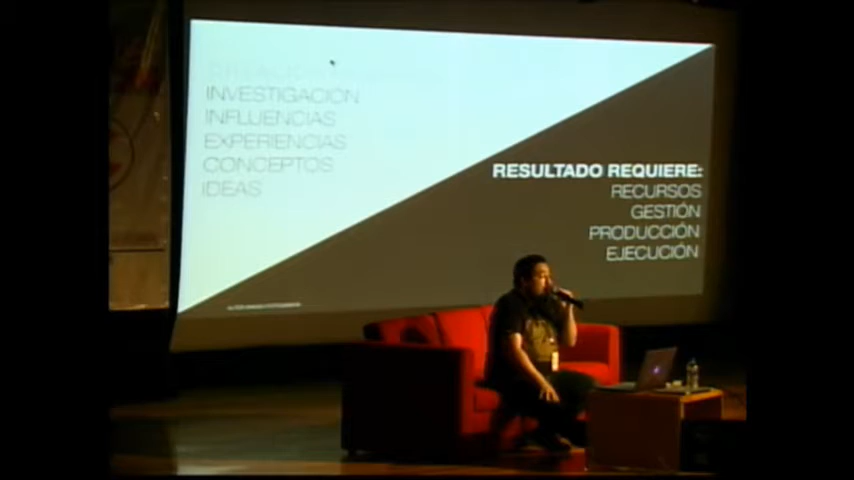 INVESTIGACIÓN
INFLUENCIAS
EXPERIENCIAS
CONCEPTOS
IDEAS
RESULTADO REQUIERE:
RECURSOS
GESTIÓN
PRODUCCIÓN
EJECUCIÓN